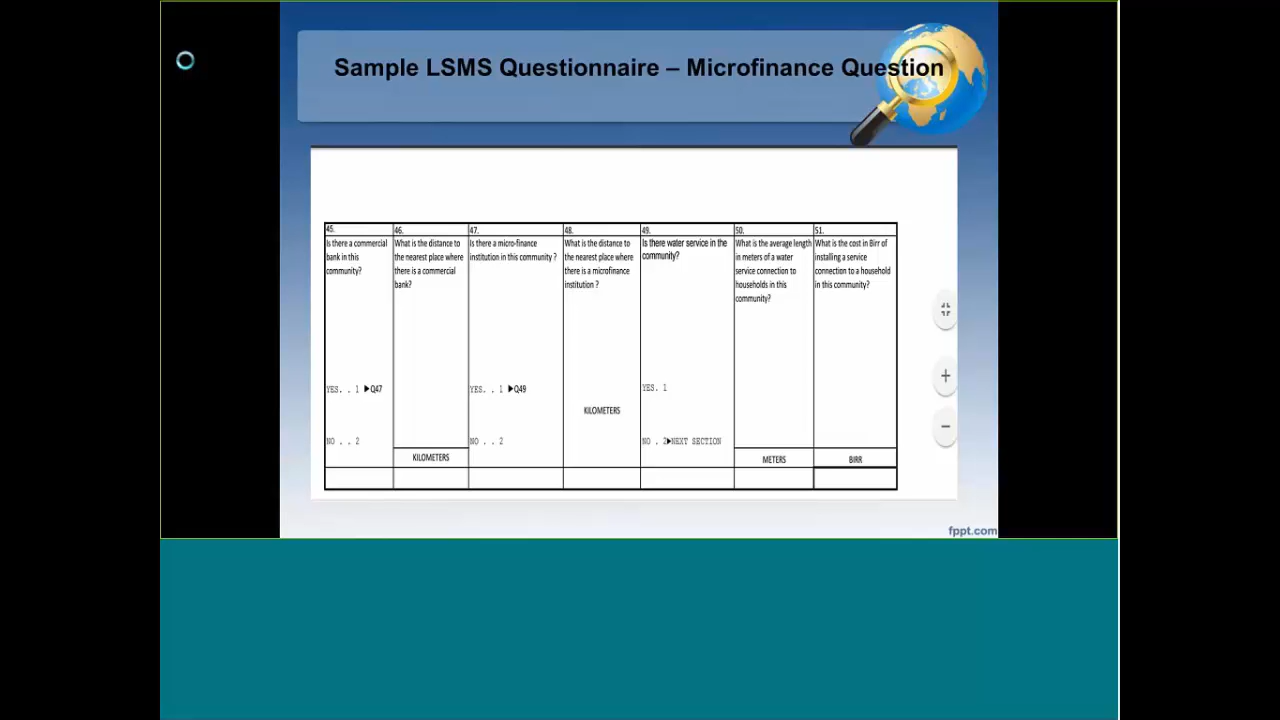 Sample LSMS Questionnaire – Microfinance Question
45.
Is there a commercial
bank in this
community?
YES. . 1 ▶Q47
NO . . 2
46.
What is the distance to
the nearest place where
there is a commercial
bank?
KILOMETERS
47.
Is there a micro-finance
institution in this community ?
YES. . 1 ▶Q49
NO . . 2
48.
What is the distance to
the nearest place where
there is a microfinance
institution ?
KILOMETERS
49.
Is there water service in the
community?
YES. 1
NO . 2▶NEXT SECTION
50.
What is the average length
in meters of a water
service connection to
households in this
community?
METERS
51.
What is the cost in Birr of
installing a service
connection to a household
in this community?
BIRR
fppt.com